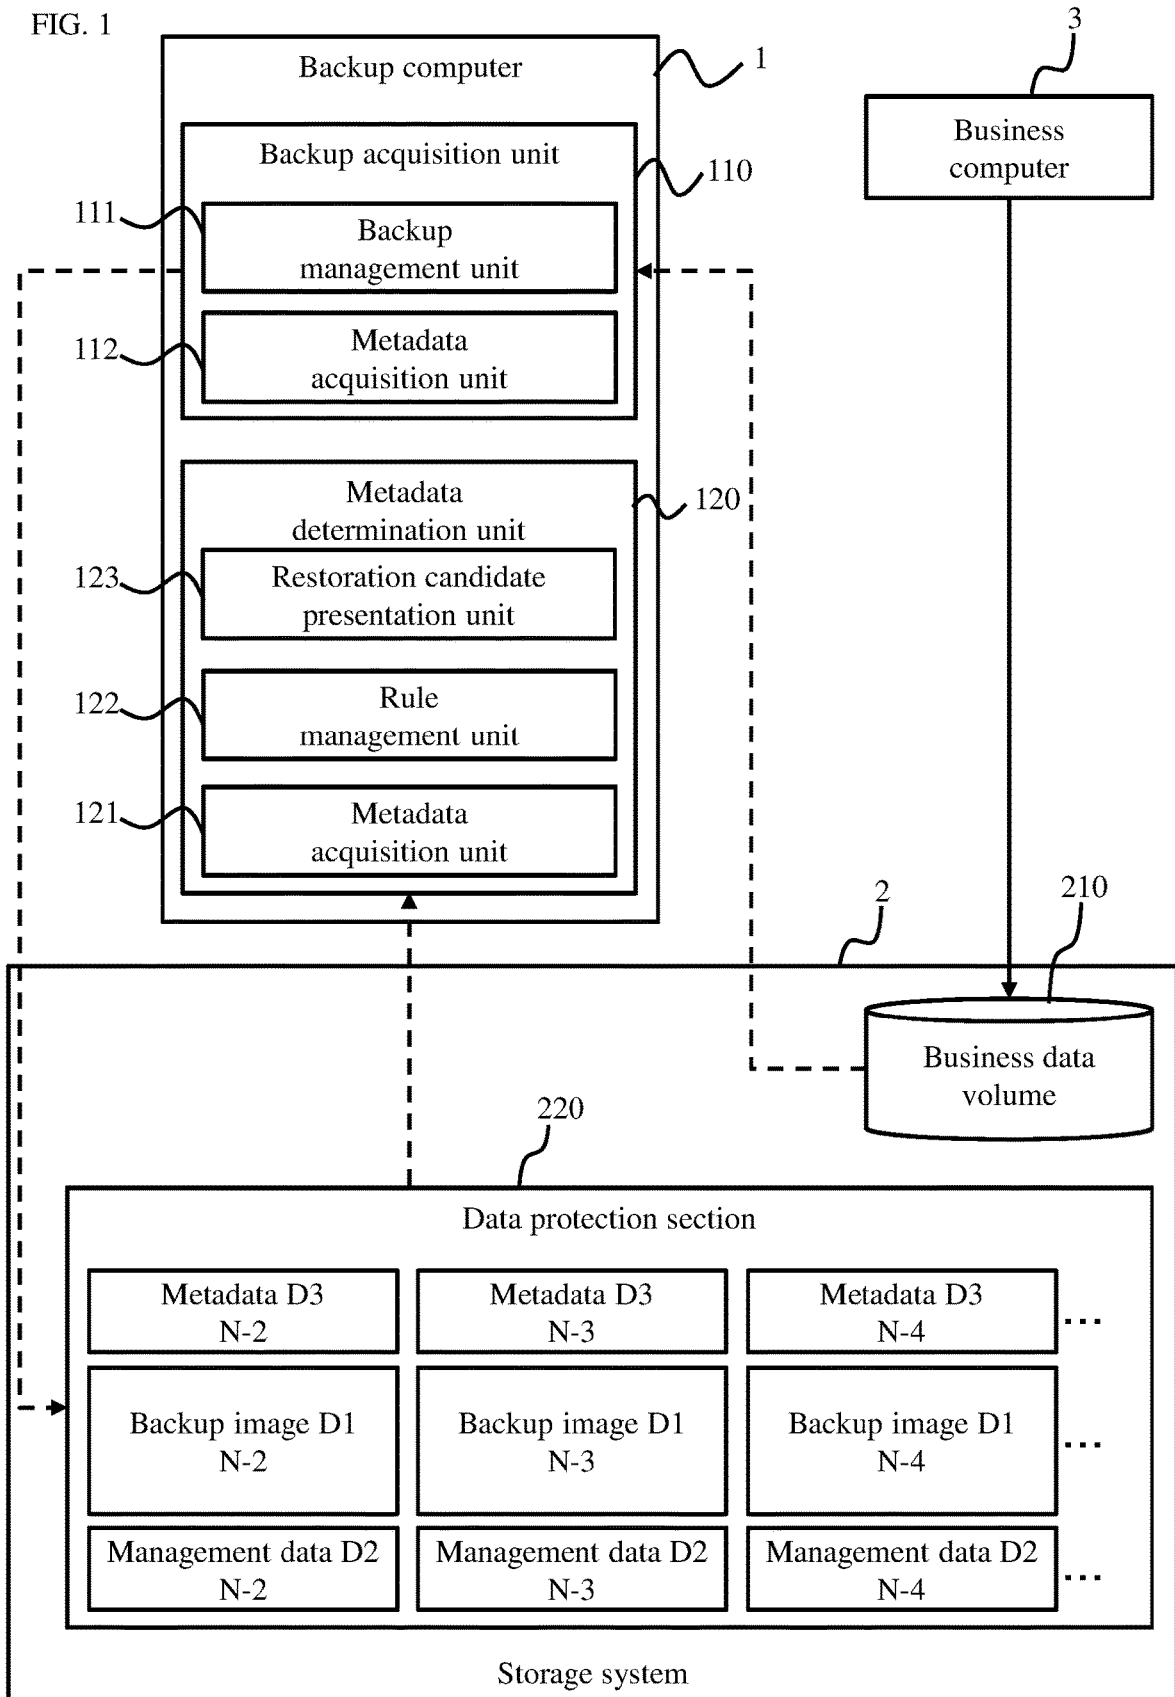 FIG. 1
Backup computer
1
3
Business
computer
Backup acquisition unit
110
111
Backup
management unit
112
Metadata
acquisition unit
Metadata
determination unit
120
123
Restoration candidate
presentation unit
122
Rule
management unit
121
Metadata
acquisition unit
2
210
Business data
volume
220
Data protection section
Metadata D3
N-2
Metadata D3
N-3
Metadata D3
N-4
...
Backup image D1
N-2
Backup image D1
N-3
Backup image D1
N-4
...
Management data D2
N-2
Management data D2
N-3
Management data D2
N-4
...
Storage system